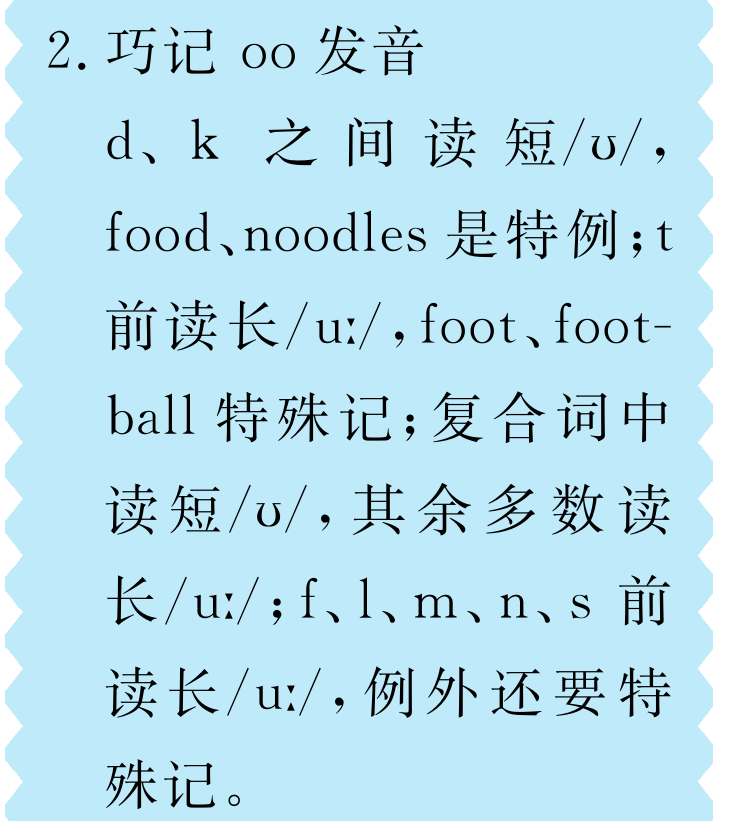 2. 巧记 oo 发音
d、k 之间读短/ʊ/，
food、noodles 是特例；t
前读长/uː/，foot、foot-
ball 特殊记；复合词中
读短/ʊ/，其余多数读
长/uː/；f、l、m、n、s 前
读长/uː/，例外还要特
殊记。